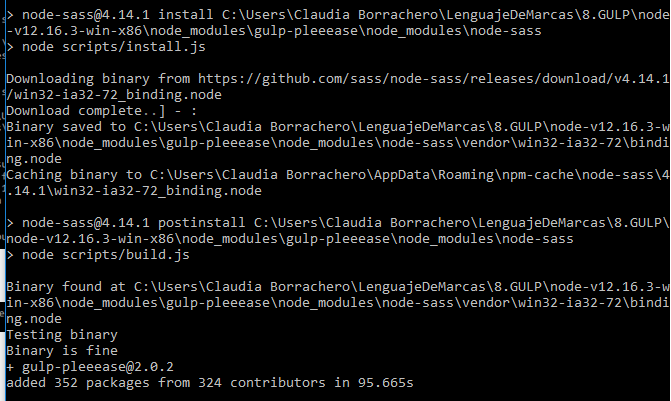 > node-sass@4.14.1 install C:\Users\Claudia Borrachero\LenguajeDeMarcas\8.GULP\node
-v12.16.3-win-x86\node_modules\gulp-pleeease\node_modules\node-sass
> node scripts/install.js
Downloading binary from https://github.com/sass/node-sass/releases/download/v4.14.1
/win32-ia32-72_binding.node
Download complete..] - :
Binary saved to C:\Users\Claudia Borrachero\LenguajeDeMarcas\8.GULP\node-v12.16.3-w
in-x86\node_modules\gulp-pleeease\node_modules\node-sass\vendor\win32-ia32-72\bindi
ng.node
Caching binary to C:\Users\Claudia Borrachero\AppData\Roaming\npm-cache\node-sass\4
.14.1\win32-ia32-72_binding.node
> node-sass@4.14.1 postinstall C:\Users\Claudia Borrachero\LenguajeDeMarcas\8.GULP\
node-v12.16.3-win-x86\node_modules\gulp-pleeease\node_modules\node-sass
> node scripts/build.js
Binary found at C:\Users\Claudia Borrachero\LenguajeDeMarcas\8.GULP\node-v12.16.3-w
in-x86\node_modules\gulp-pleeease\node_modules\node-sass\vendor\win32-ia32-72\bindi
ng.node
Testing binary
Binary is fine
+ gulp-pleeease@2.0.2
added 352 packages from 324 contributors in 95.665s